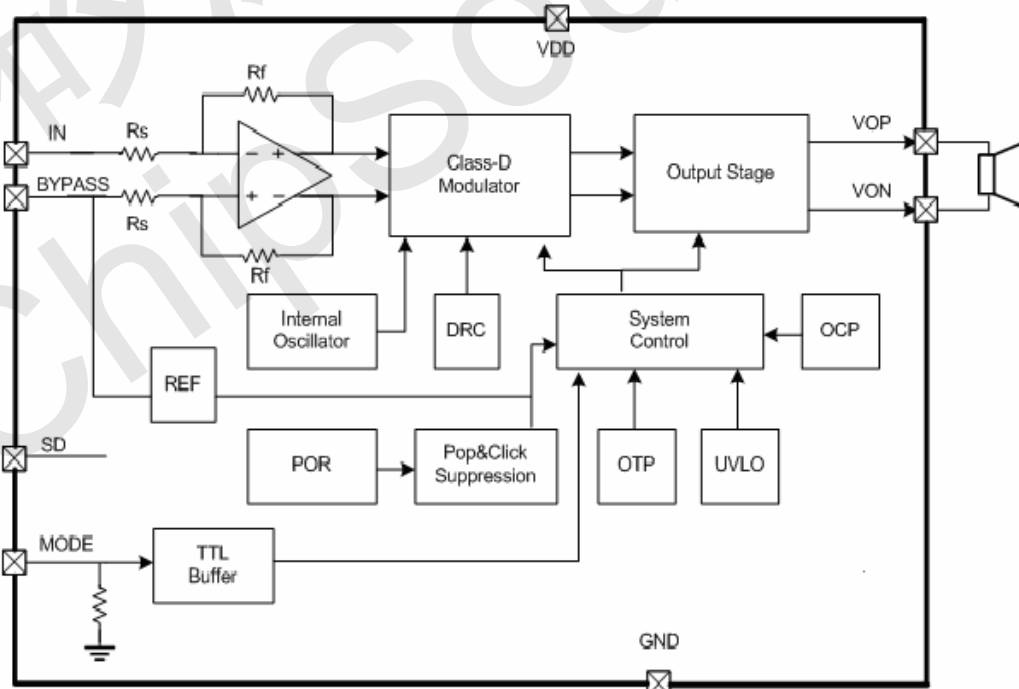 VDD
Rf
IN
Rs
BYPASS
Rs
Rf
Class-D
Modulator
Output Stage
VOP
VON
Internal
Oscillator
DRC
System
Control
OCP
REF
SD
POR
Pop&Click
Suppression
OTP
UVLO
MODE
TTL
Buffer
GND